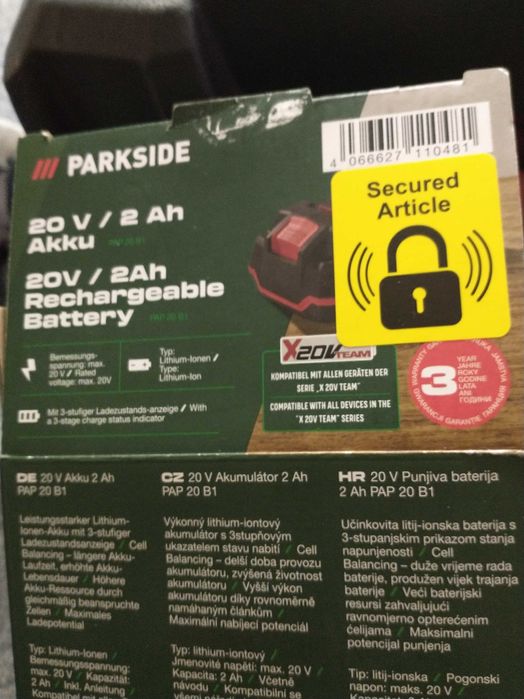 PARKSIDE
4 066627 110481
Secured
Article
20 V / 2 Ah
Akku PAP 20 B1
20V / 2Ah
Rechargeable
Battery PAP 20 B1
Bemessungs-
spannung: max.
20 V / Rated
voltage: max. 20V
Typ:
Lithium-Ionen /
Type:
Lithium-Ion
Mit 3-stufiger Ladezustands-anzeige / With
a 3-stage charge status indicator
X20V TEAM
KOMPATIBEL MIT ALLEN GERÄTEN DER
SERIE „X 20V TEAM“
COMPATIBLE WITH ALL DEVICES IN THE
"X 20V TEAM" SERIES
3
YEAR
JAHRE
ROKY
GODINE
LATA
ANI
ГОДИНИ
WARRANTY
JAMSTVA
GWARANCJI GARANȚIE ГАРАНЦИЯ
DE 20 V Akku 2 Ah
PAP 20 B1
Leistungsstarker Lithium-
Ionen-Akku mit 3-stufiger
Ladezustandsanzeige / Cell
Balancing – längere Akku-
Laufzeit, erhöhte Akku-
Lebensdauer / Höhere
Akku-Ressource durch
gleichmäßig beanspruchte
Zellen / Maximales
Ladepotential
Typ: Lithium-Ionen /
Bemessungsspannung:
max. 20 V / Kapazität:
2 Ah / Inkl. Anleitung /
Kompatibel mit
CZ 20 V Akumulátor 2 Ah
PAP 20 B1
Výkonný lithium-iontový
akumulátor s 3stupňovým
ukazatelem stavu nabití / Cell
Balancing – delší doba provozu
akumulátoru, zvýšená životnost
akumulátoru / Vyšší výkon
akumulátoru díky rovnoměrně
namáhaným článkům /
Maximální nabíjecí potenciál
Typ: lithium-iontový /
Jmenovité napětí: max. 20 V /
Kapacita: 2 Ah / Včetně
návodu / Kompatibilní se
HR 20 V Punjiva baterija
2 Ah PAP 20 B1
Učinkovita litij-ionska baterija s
3-stupanjskim prikazom stanja
napunjenosti / Cell
Balancing – duže vrijeme rada
baterije, produžen vijek trajanja
baterije / Veći baterijski
resursi zahvaljujući
ravnomjerno opterećenim
ćelijama / Maksimalni
potencijal punjenja
Tip: litij-ionska / Pogonski
napon: maks. 20 V